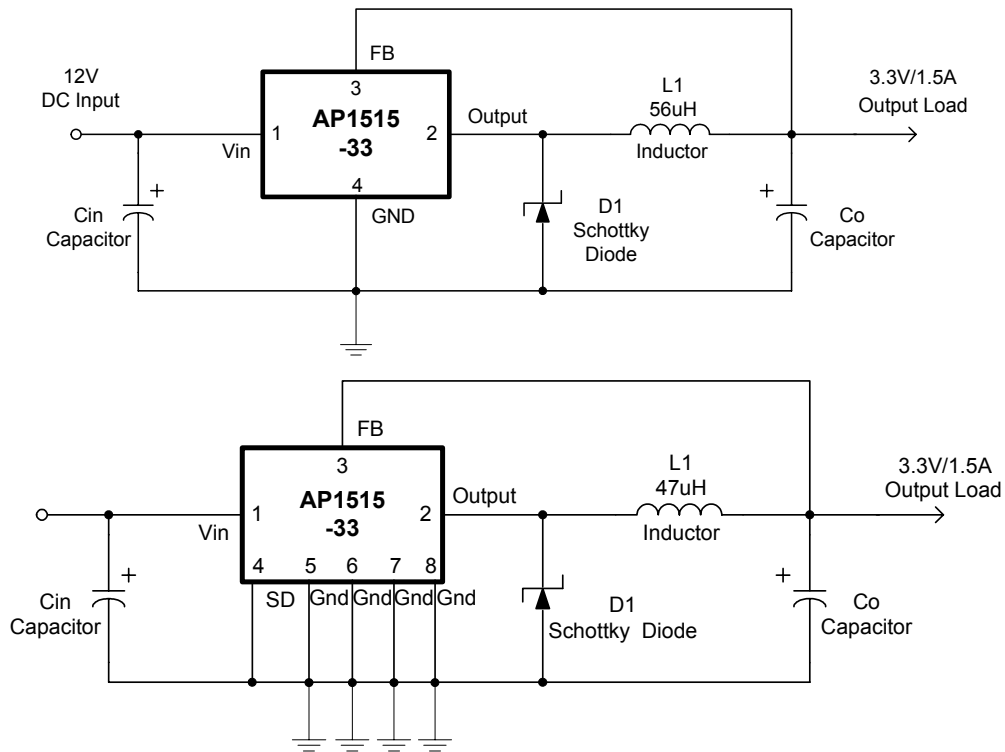 FB
12V
DC Input
3
AP1515
-33
1
2
Vin
4
GND
Output
L1
56uH
Inductor
3.3V/1.5A
Output Load
+
Cin
Capacitor
D1
Schottky
Diode
+
Co
Capacitor
FB
3
AP1515
-33
1
2
Vin
4 5 6 7 8
SD Gnd Gnd Gnd Gnd
Output
L1
47uH
Inductor
3.3V/1.5A
Output Load
+
Cin
Capacitor
D1
Schottky Diode
+
Co
Capacitor